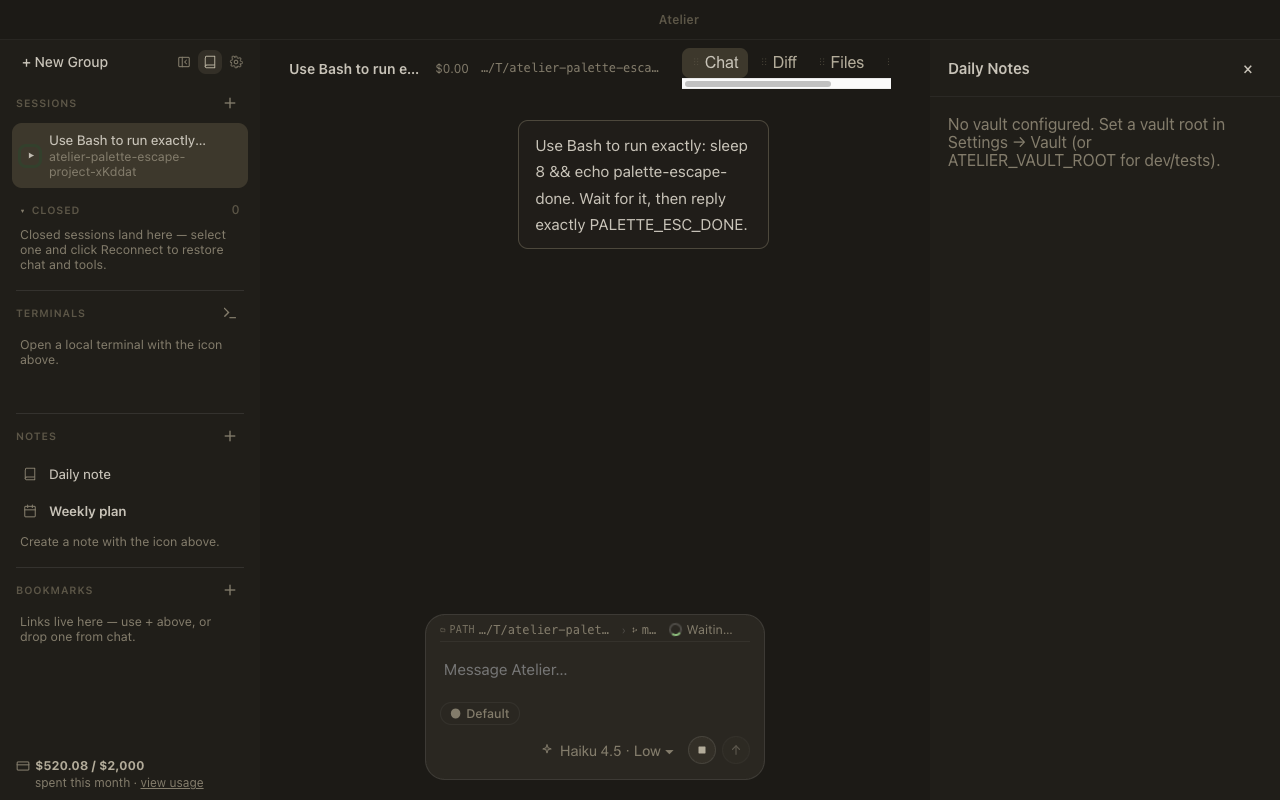 Atelier
+ New Group
SESSIONS
Use Bash to run exactly…
atelier-palette-escape-
project-xKddat
CLOSED
0
Closed sessions land here — select
one and click Reconnect to restore
chat and tools.
TERMINALS
Open a local terminal with the icon
above.
NOTES
Daily note
Weekly plan
Create a note with the icon above.
BOOKMARKS
Links live here — use + above, or
drop one from chat.
$520.08 / $2,000
spent this month · view usage
Use Bash to run e… $0.00 …/T/atelier-palette-esca…
Chat Diff Files
Use Bash to run exactly: sleep
8 && echo palette-escape-
done. Wait for it, then reply
exactly PALETTE_ESC_DONE.
PATH …/T/atelier-palet… › m… Waitin…
Message Atelier…
Default
Haiku 4.5 · Low
Daily Notes
No vault configured. Set a vault root in
Settings → Vault (or
ATELIER_VAULT_ROOT for dev/tests).